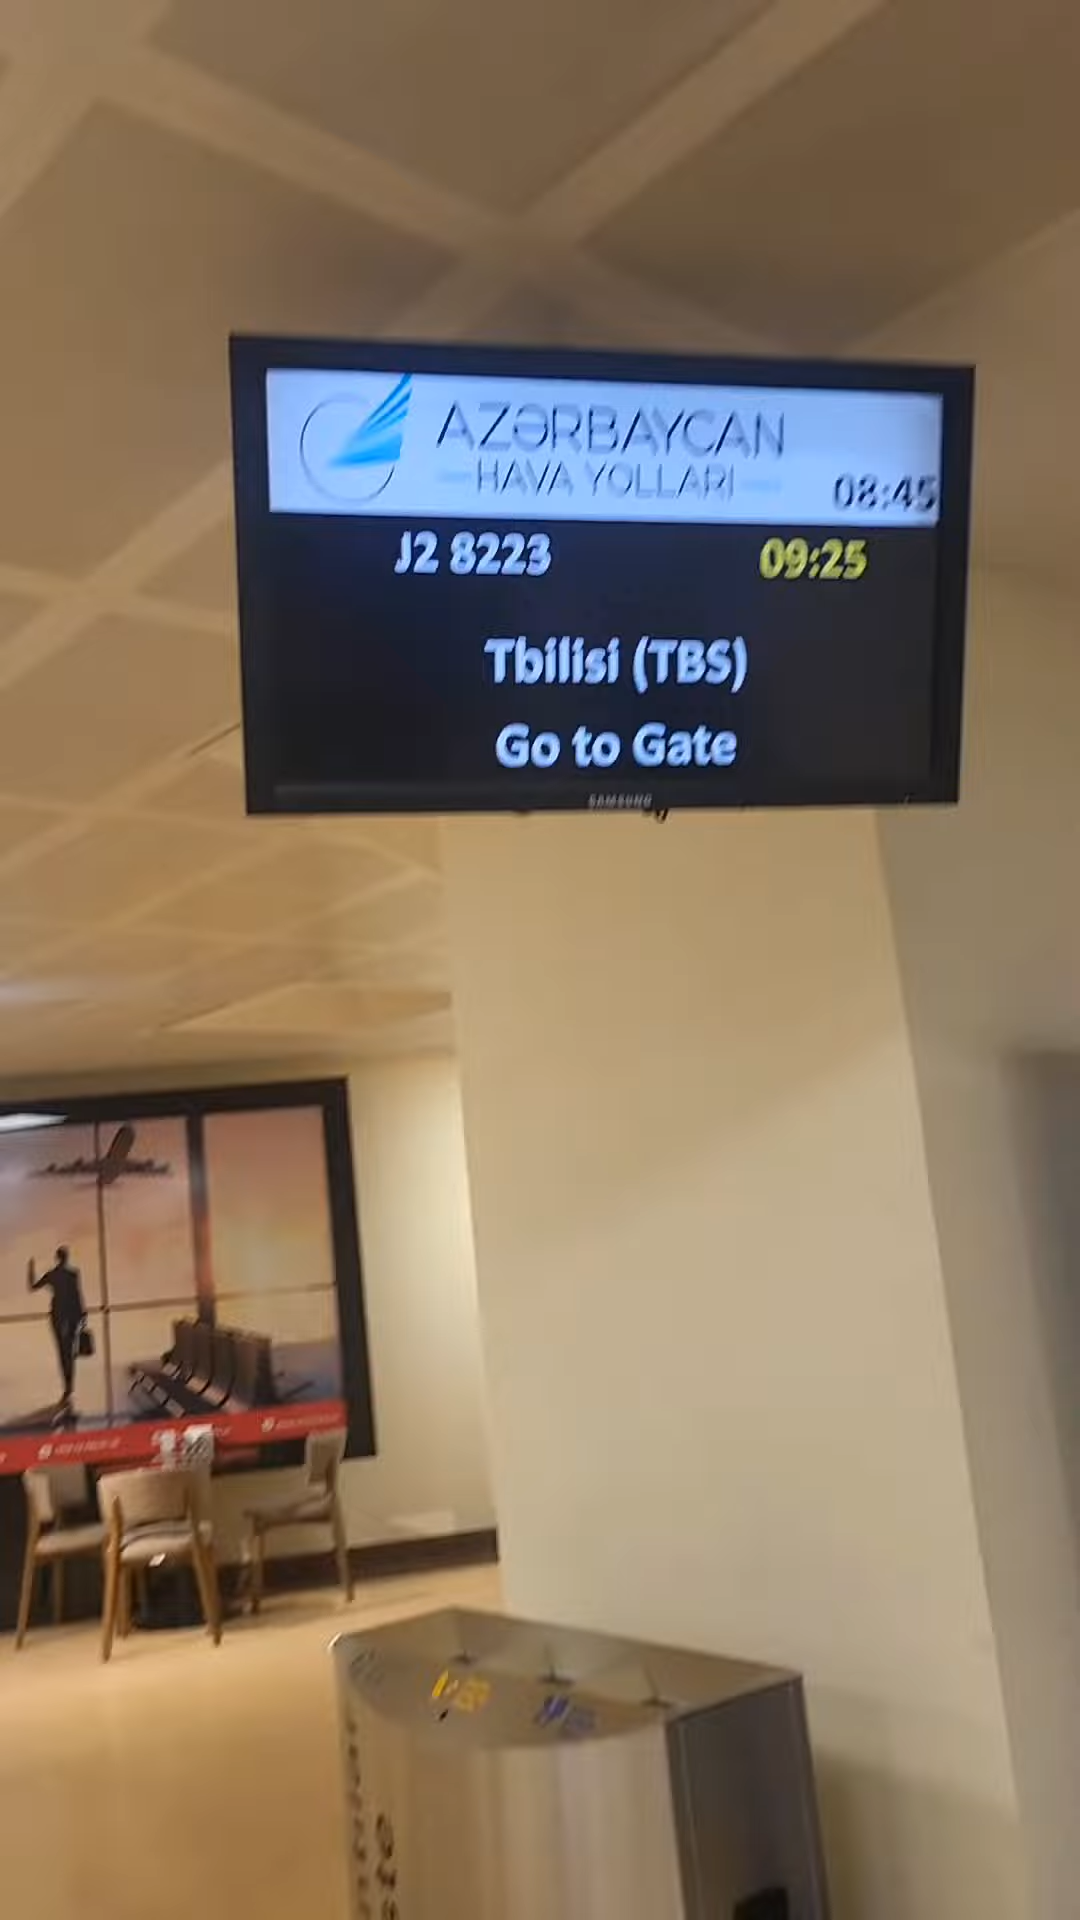 AZƏRBAYCAN
HAVA YOLLARI
08:45
J2 8223
09:25
Tbilisi (TBS)
Go to Gate
SAMSUNG